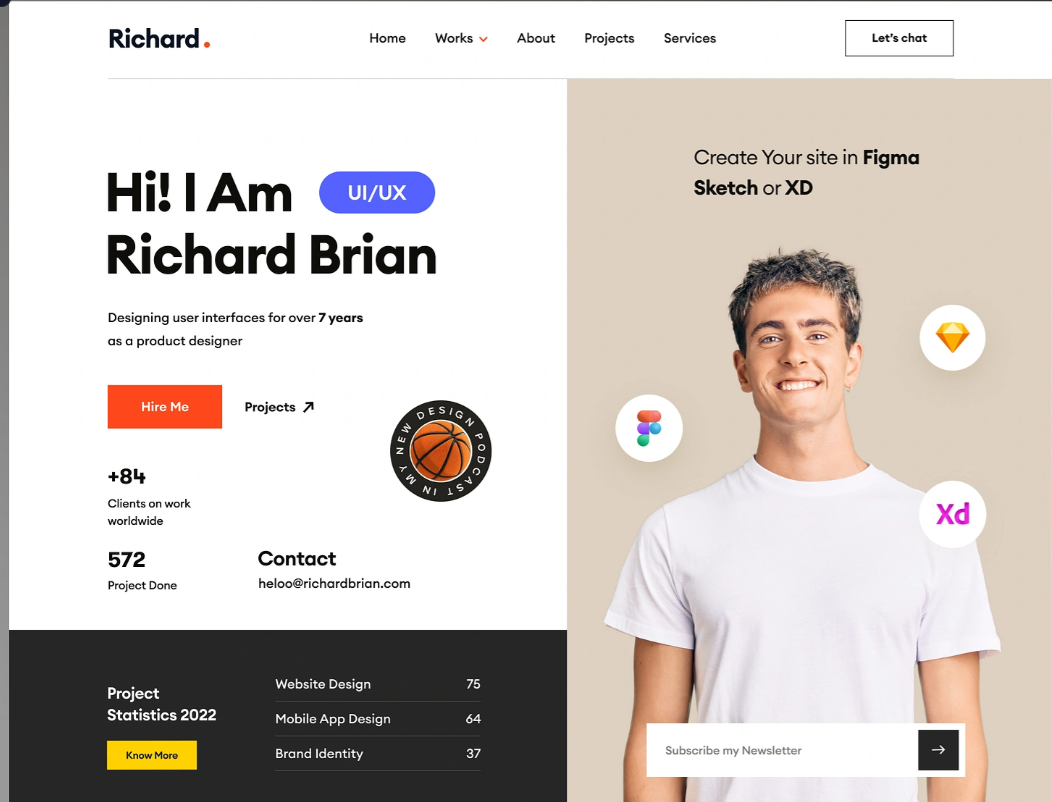 Richard.
Home Works About Projects Services
Let's chat
Hi! I Am UI/UX
Richard Brian
Designing user interfaces for over 7 years
as a product designer
Hire Me
Projects
MY NEW DESIGN PODCAST IN
+84
Clients on work
worldwide
572
Project Done
Contact
heloo@richardbrian.com
Project
Statistics 2022
Know More
Website Design 75
Mobile App Design 64
Brand Identity 37
Create Your site in Figma
Sketch or XD
Xd
Subscribe my Newsletter